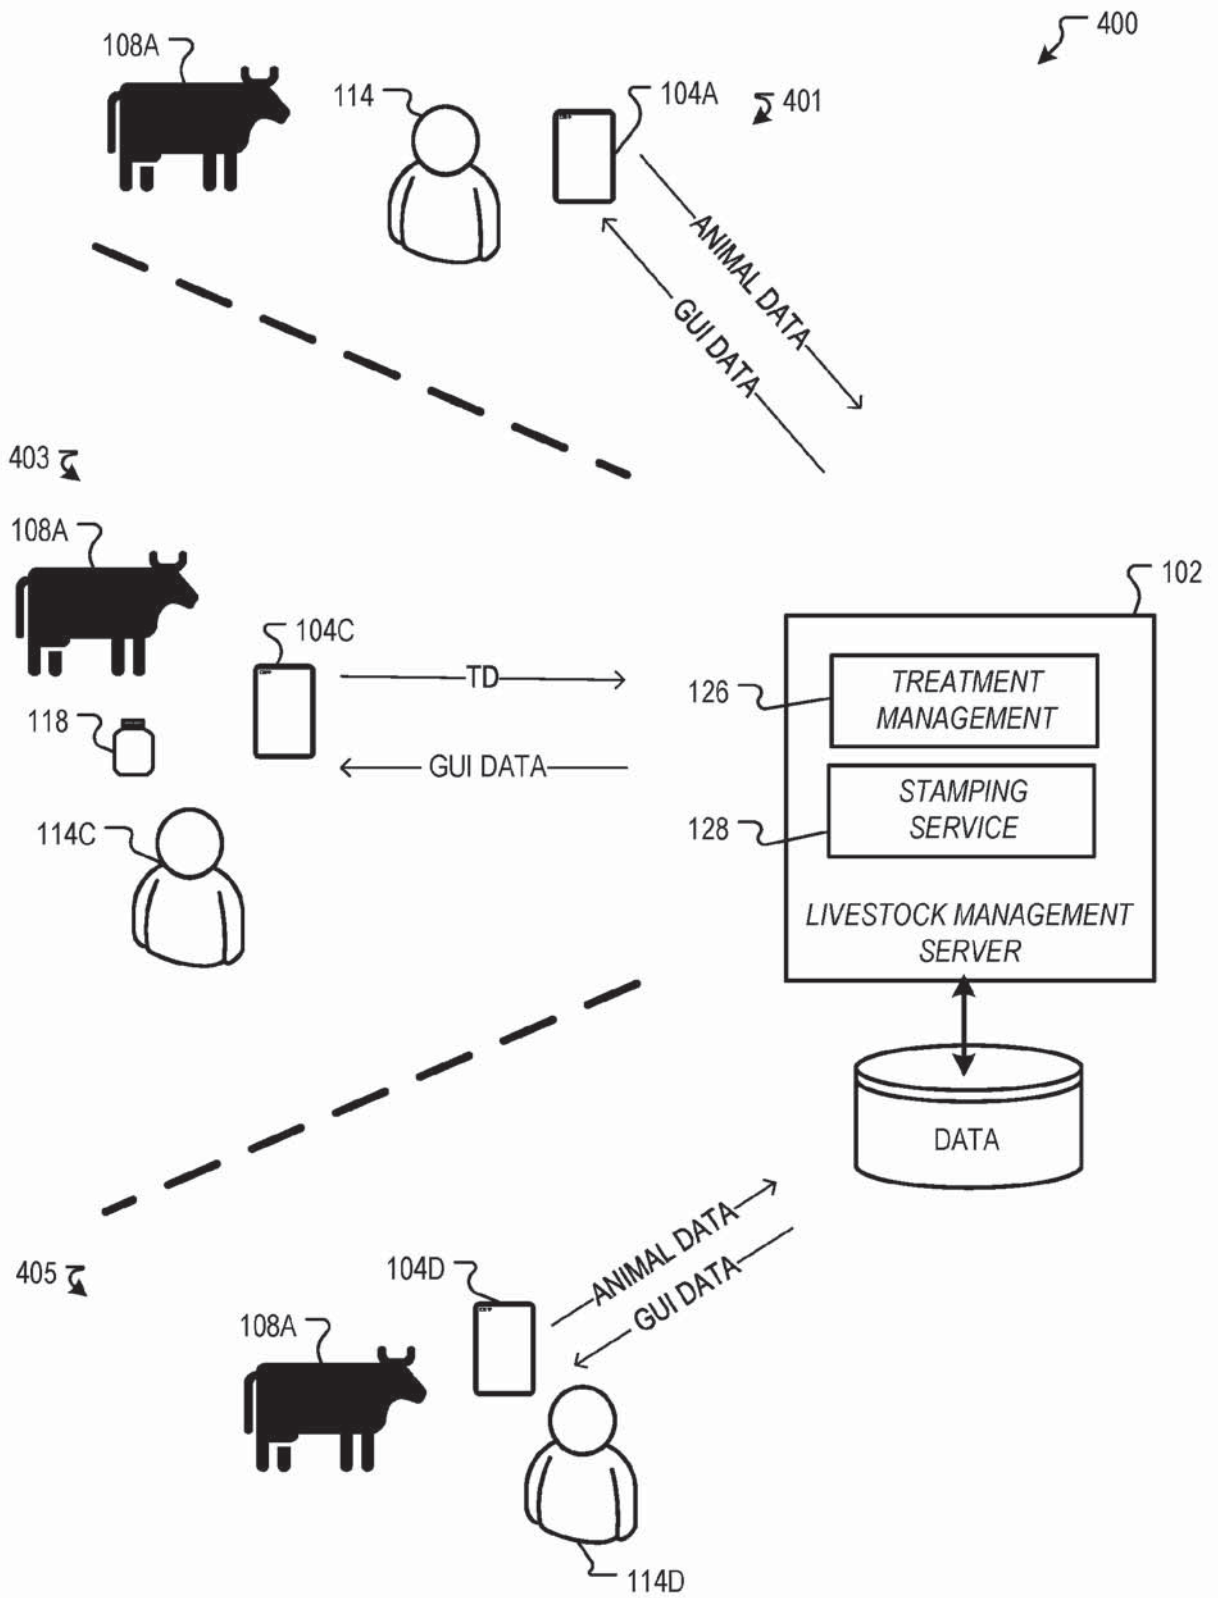 400
108A
114
104A
401
ANIMAL DATA
GUI DATA
403
108A
104C
TD
118
GUI DATA
114C
102
126
TREATMENT
MANAGEMENT
128
STAMPING
SERVICE
LIVESTOCK MANAGEMENT
SERVER
DATA
405
104D
ANIMAL DATA
GUI DATA
108A
114D